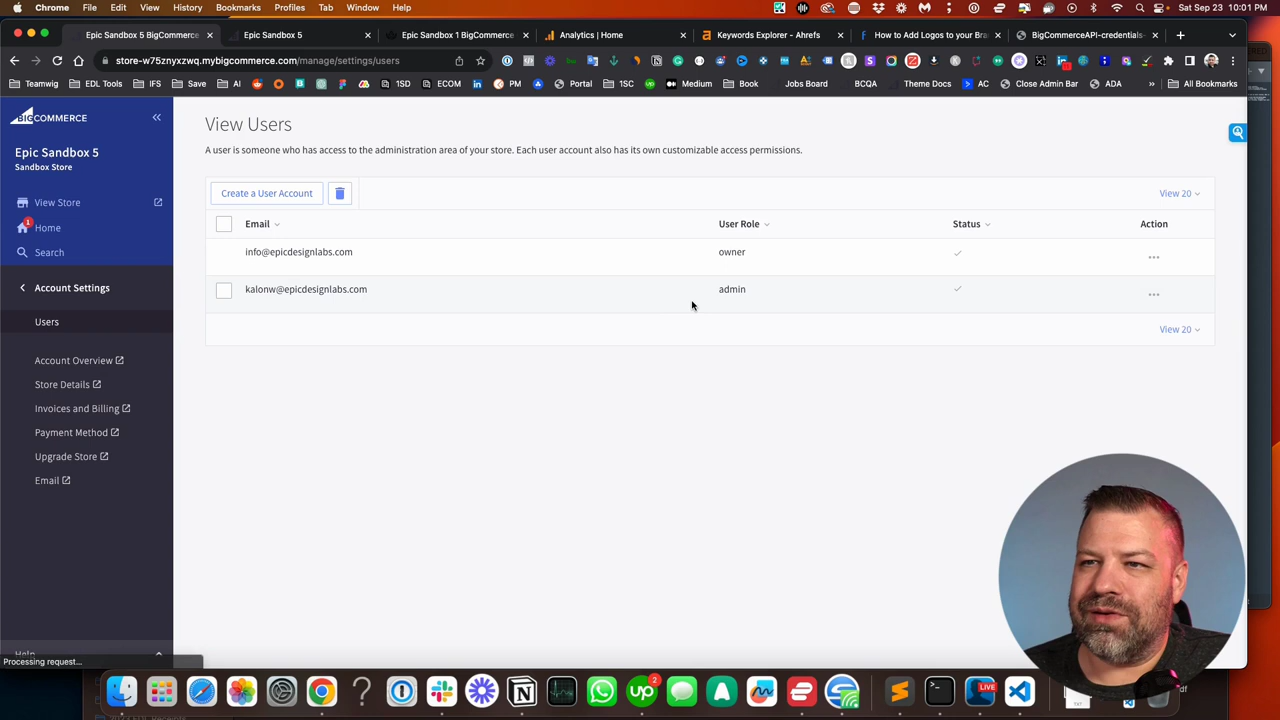 Chrome File Edit View History Bookmarks Profiles Tab Window Help Sat Sep 23 10:01 PM
Epic Sandbox 5 BigCommerce Epic Sandbox 5 Epic Sandbox 1 BigCommerce Analytics | Home Keywords Explorer - Ahrefs How to Add Logos to your Bra BigCommerceAPI-credentials-
store-w75znyxzwq.mybigcommerce.com/manage/settings/users
Teamwig EDL Tools IFS Save AI 1SD ECOM PM Portal 1SC Medium Book Jobs Board BCQA Theme Docs AC Close Admin Bar ADA » All Bookmarks
BIGCOMMERCE
Epic Sandbox 5
Sandbox Store
View Store
1
Home
Search
Account Settings
Users
Account Overview
Store Details
Invoices and Billing
Payment Method
Upgrade Store
Email
Help
Processing request...
View Users
A user is someone who has access to the administration area of your store. Each user account also has its own customizable access permissions.
Create a User Account View 20
Email User Role Status Action
info@epicdesignlabs.com owner
kalonw@epicdesignlabs.com admin
View 20
2
LIVE